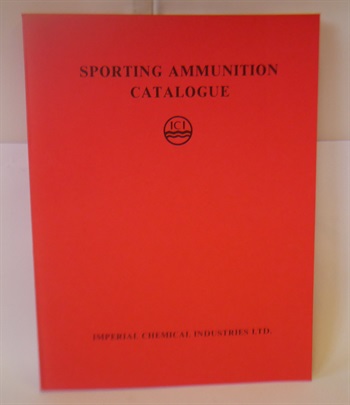 SPORTING AMMUNITION
CATALOGUE
ICI
IMPERIAL CHEMICAL INDUSTRIES LTD.